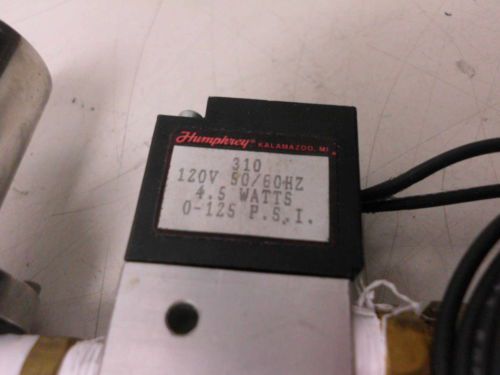 Humphrey® KALAMAZOO, MI.
310
120V 50/60HZ
4.5 WATTS
0-125 P.S.I.